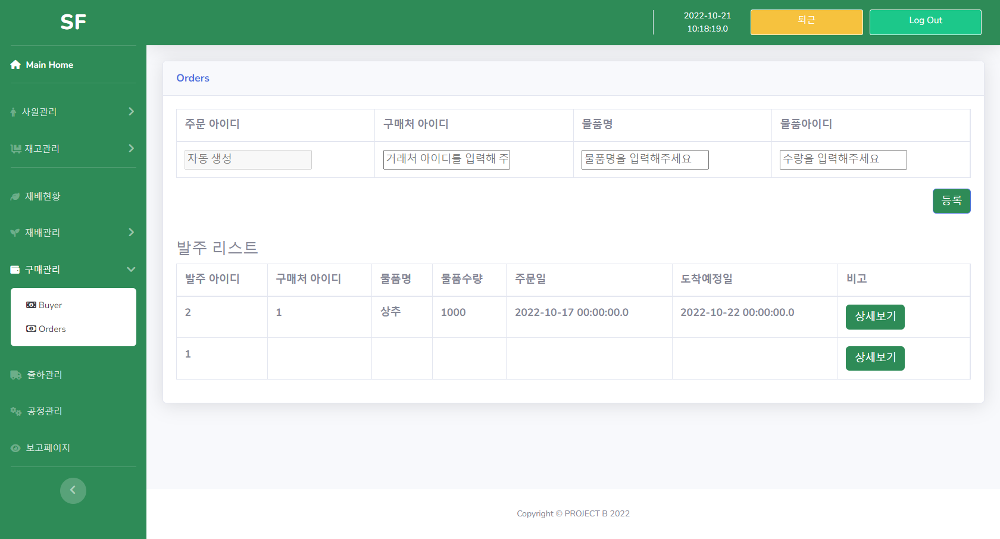 SF
2022-10-21
10:18:19.0
퇴근
Log Out
Main Home
사원관리
재고관리
재배현황
재배관리
구매관리
Buyer
Orders
출하관리
공정관리
보고페이지
Orders
주문 아이디 구매처 아이디 물품명 물품아이디
자동 생성 거래처 아이디를 입력해 주 물품명을 입력해주세요 수량을 입력해주세요
등록
발주 리스트
발주 아이디 구매처 아이디 물품명 물품수량 주문일 도착예정일 비고
2 1 상추 1000 2022-10-17 00:00:00.0 2022-10-22 00:00:00.0 상세보기
1 상세보기
Copyright © PROJECT B 2022